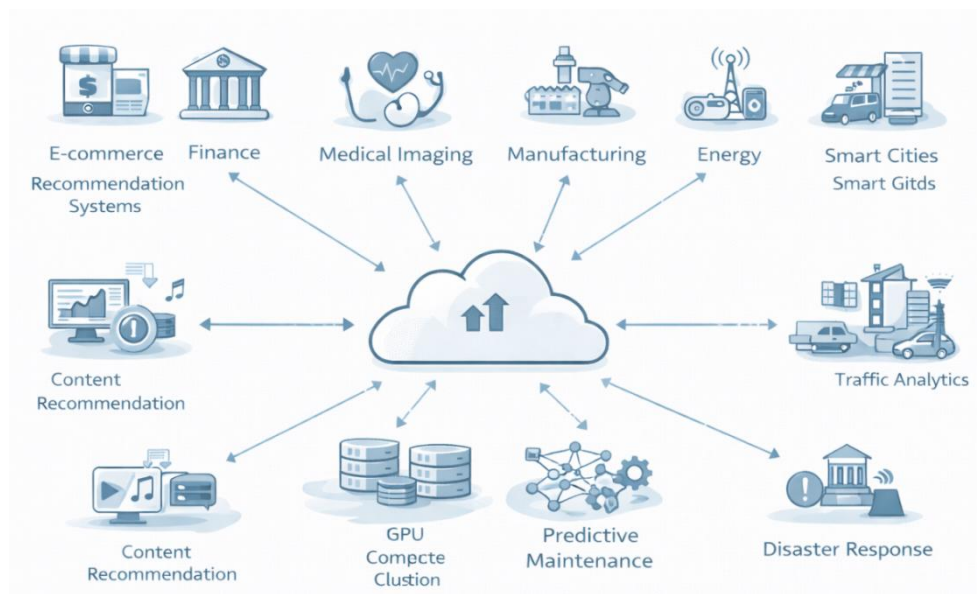 E-commerce
Finance
Medical Imaging
Manufacturing
Energy
Smart Cities
Recommendation
Systems
Smart Gitds
Content
Recommendation
Traffic Analytics
Content
Recommendation
GPU
Compcte
Clustion
Predictive
Maintenance
Disaster Response